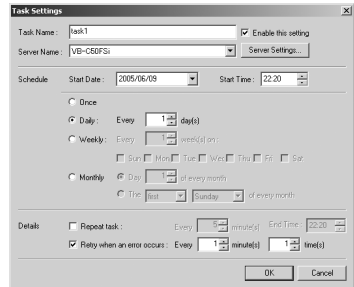 Task Settings
Task Name : task1 Enable this setting
Server Name : VB-C50FSi Server Settings...
Schedule Start Date : 2005/06/09 Start Time : 22:20
Once
Daily : Every 1 day(s)
Weekly : Every 1 week(s) on :
Sun Mon Tue Wec Thu Fri Sat
Monthly Day 1 of every month
The first Sunday of every month
Details Repeat task : Every 5 minute(s) End Time : 22:20
Retry when an error occurs : Every 1 minute(s) 1 time(s)
OK Cancel